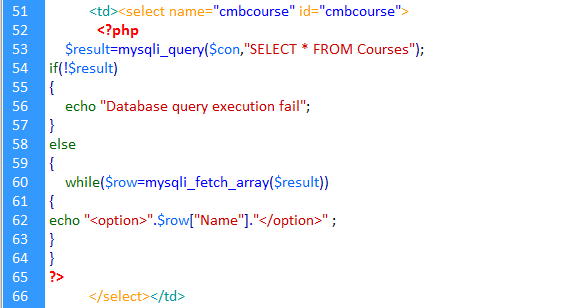 51 <td><select name="cmbcourse" id="cmbcourse">
52 <?php
53 $result=mysqli_query($con,"SELECT * FROM Courses");
54 if(!$result)
55 {
56 echo "Database query execution fail";
57 }
58 else
59 {
60 while($row=mysqli_fetch_array($result))
61 {
62 echo "<option>".$row["Name"]."</option>" ;
63 }
64 }
65 ?>
66 </select></td>